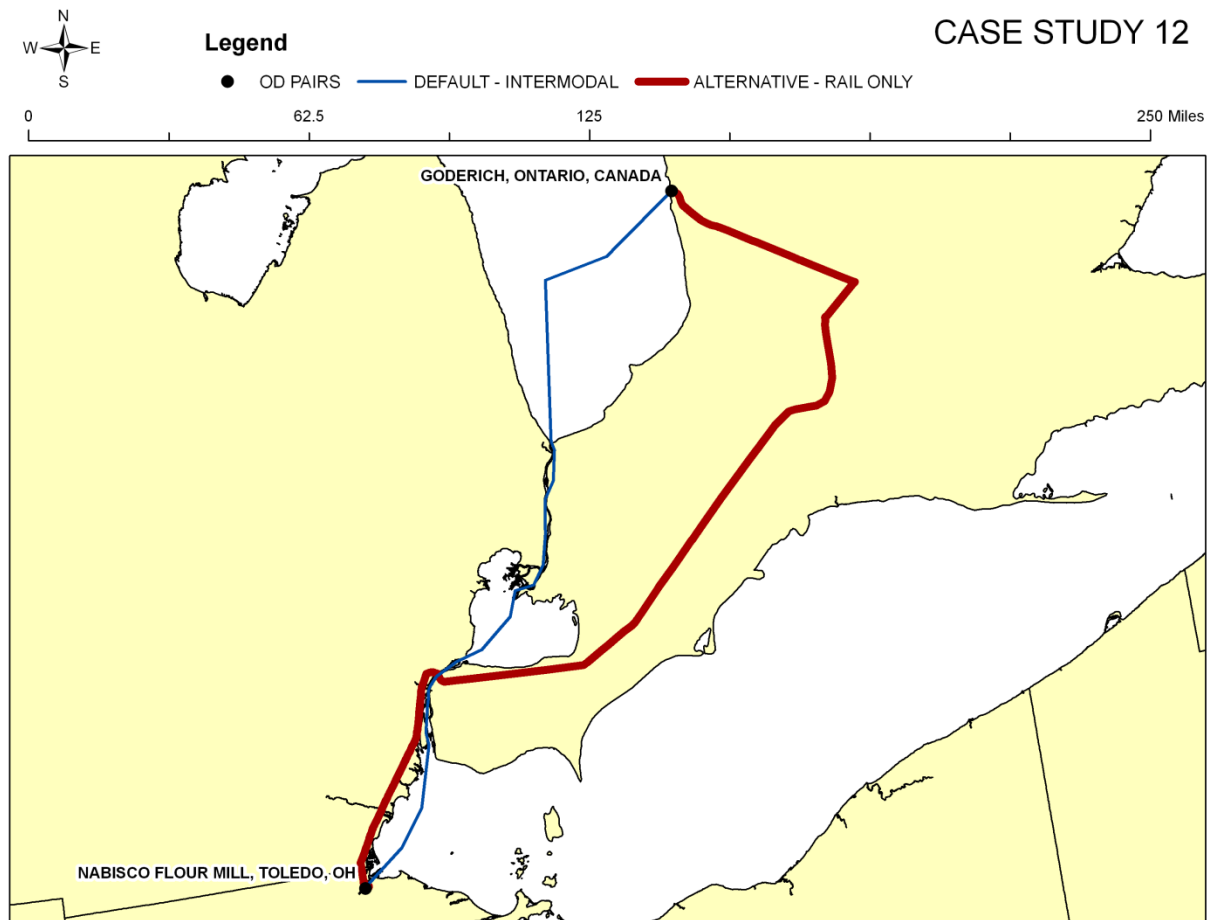 CASE STUDY 12
N
W E
S
Legend
OD PAIRS DEFAULT - INTERMODAL ALTERNATIVE - RAIL ONLY
0 62.5 125 250 Miles
GODERICH, ONTARIO, CANADA
NABISCO FLOUR MILL, TOLEDO, OH